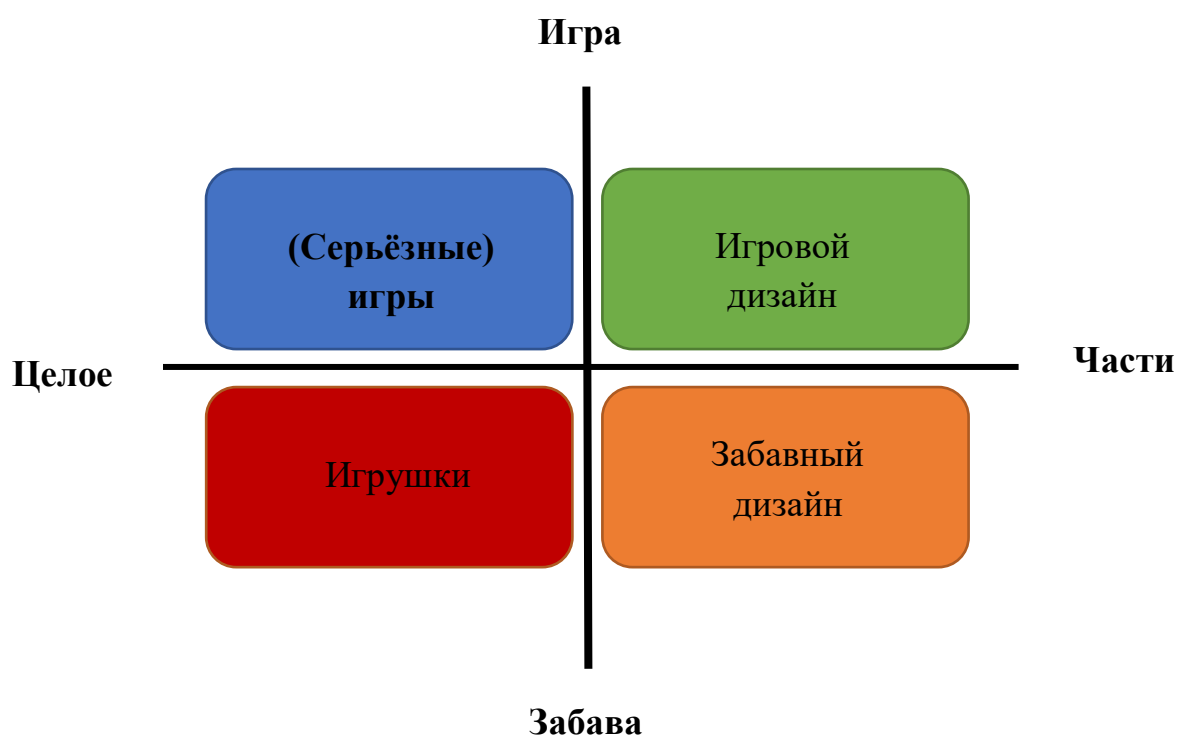 Игра
(Серьёзные)
игры
Игровой
дизайн
Целое
Части
Игрушки
Забавный
дизайн
Забава